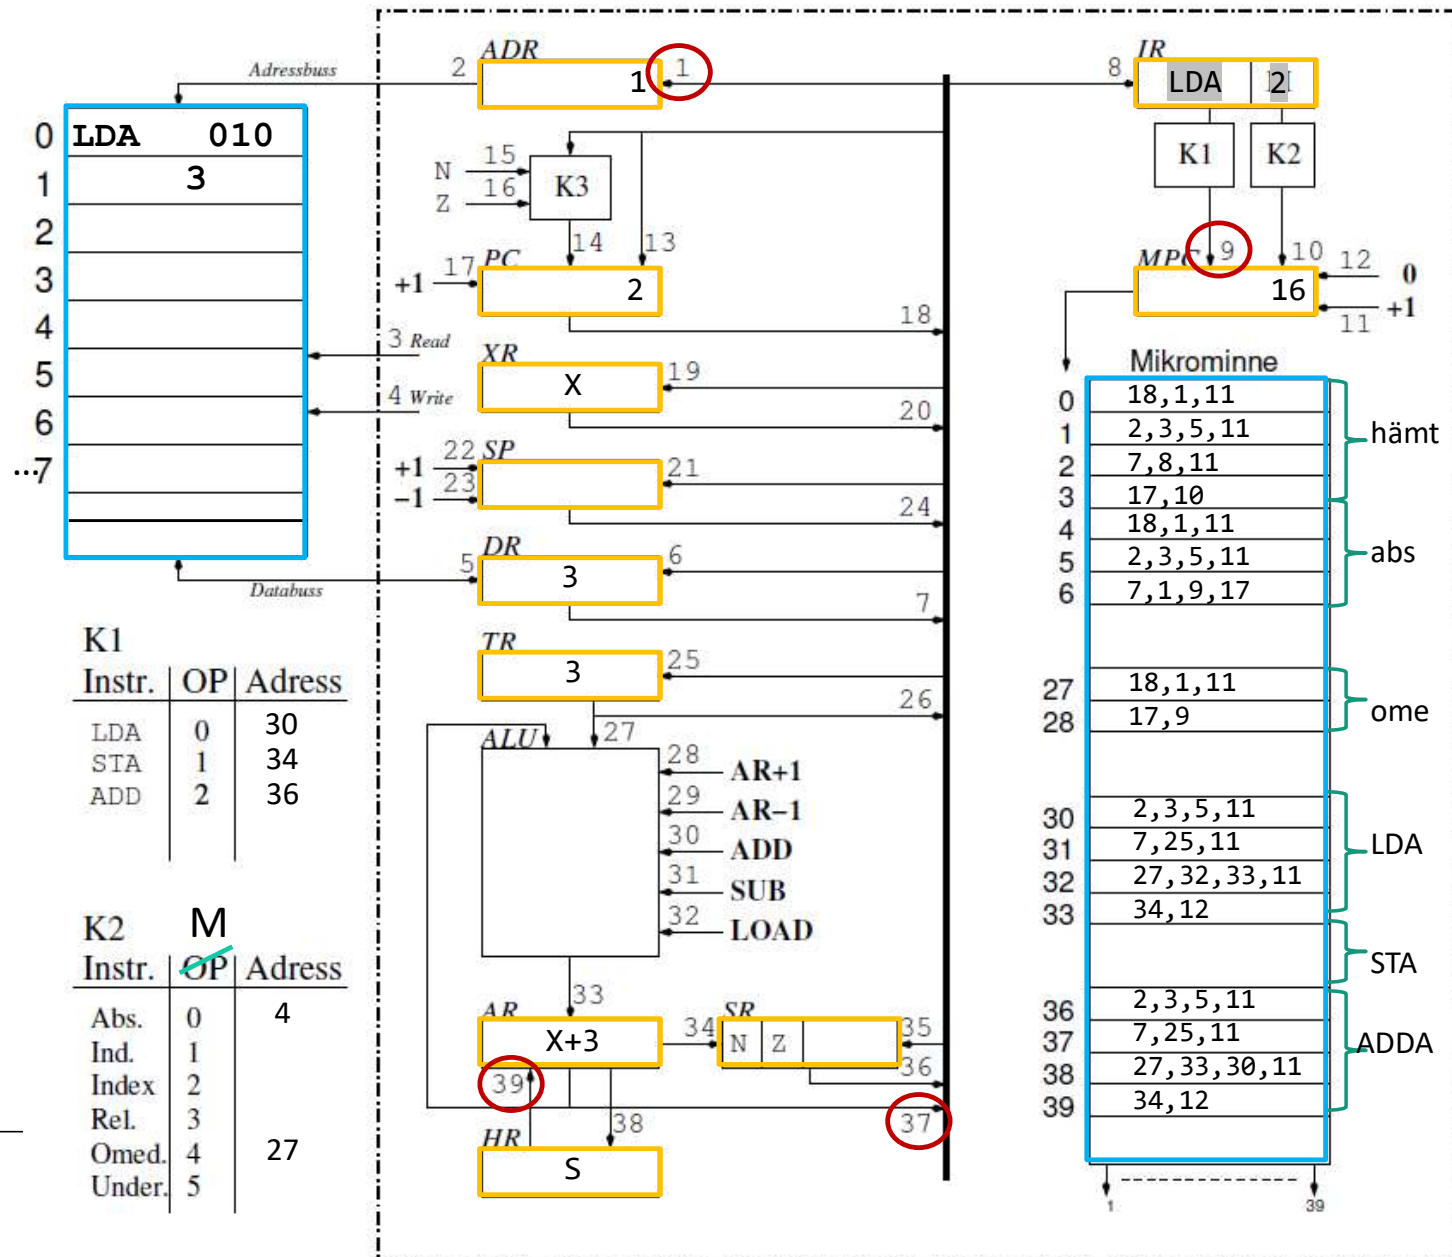 ADR
IR
Adressbuss
2
1
1
8
LDA
2
0
LDA 010
1
3
2
3
4
5
6
...7
N
15
Z
16
K3
K1
K2
14
13
PC
+1
17
2
18
MPC
9
10
12
0
16
11
+1
3 Read
4 Write
XR
X
19
20
SP
+1
22
-1
23
21
24
DR
5
3
6
7
Databuss
TR
3
25
26
27
ALU
28
AR+1
29
AR-1
30
ADD
31
SUB
32
LOAD
33
AR
X+3
34
SR
N
Z
35
36
39
38
37
HR
S
Mikrominne
0
18,1,11
1
2,3,5,11
2
7,8,11
3
17,10
hämt
4
18,1,11
5
2,3,5,11
6
7,1,9,17
abs
27
18,1,11
28
17,9
ome
30
2,3,5,11
31
7,25,11
32
27,32,33,11
33
34,12
LDA
STA
36
2,3,5,11
37
7,25,11
38
27,33,30,11
39
34,12
ADDA
1
39
K1
Instr. OP Adress
LDA 0 30
STA 1 34
ADD 2 36
K2
M
Instr. OP Adress
Abs. 0 4
Ind. 1
Index 2
Rel. 3
Omed. 4 27
Under. 5